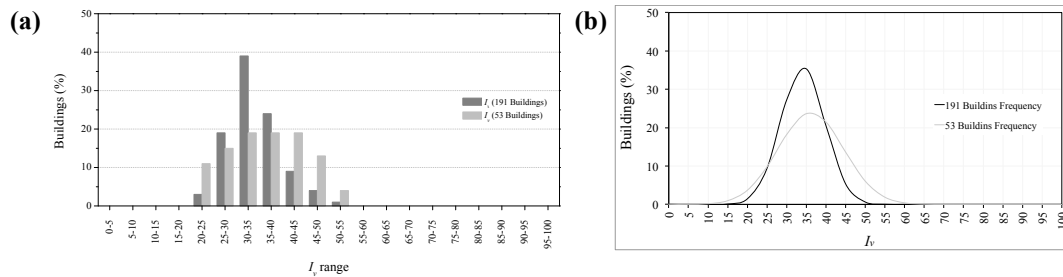 (a)
50
40
30
20
10
0
Buildings (%)
I_v (191 Buildings)
I_v (53 Buildings)
0-5
5-10
10-15
15-20
20-25
25-30
30-35
35-40
40-45
45-50
50-55
55-60
60-65
65-70
70-75
75-80
80-85
85-90
90-95
95-100
I_v range
(b)
50
40
30
20
10
0
Buildings (%)
191 Buildins Frequency
53 Buildins Frequency
0 5 10 15 20 25 30 35 40 45 50 55 60 65 70 75 80 85 90 95 100
I_v